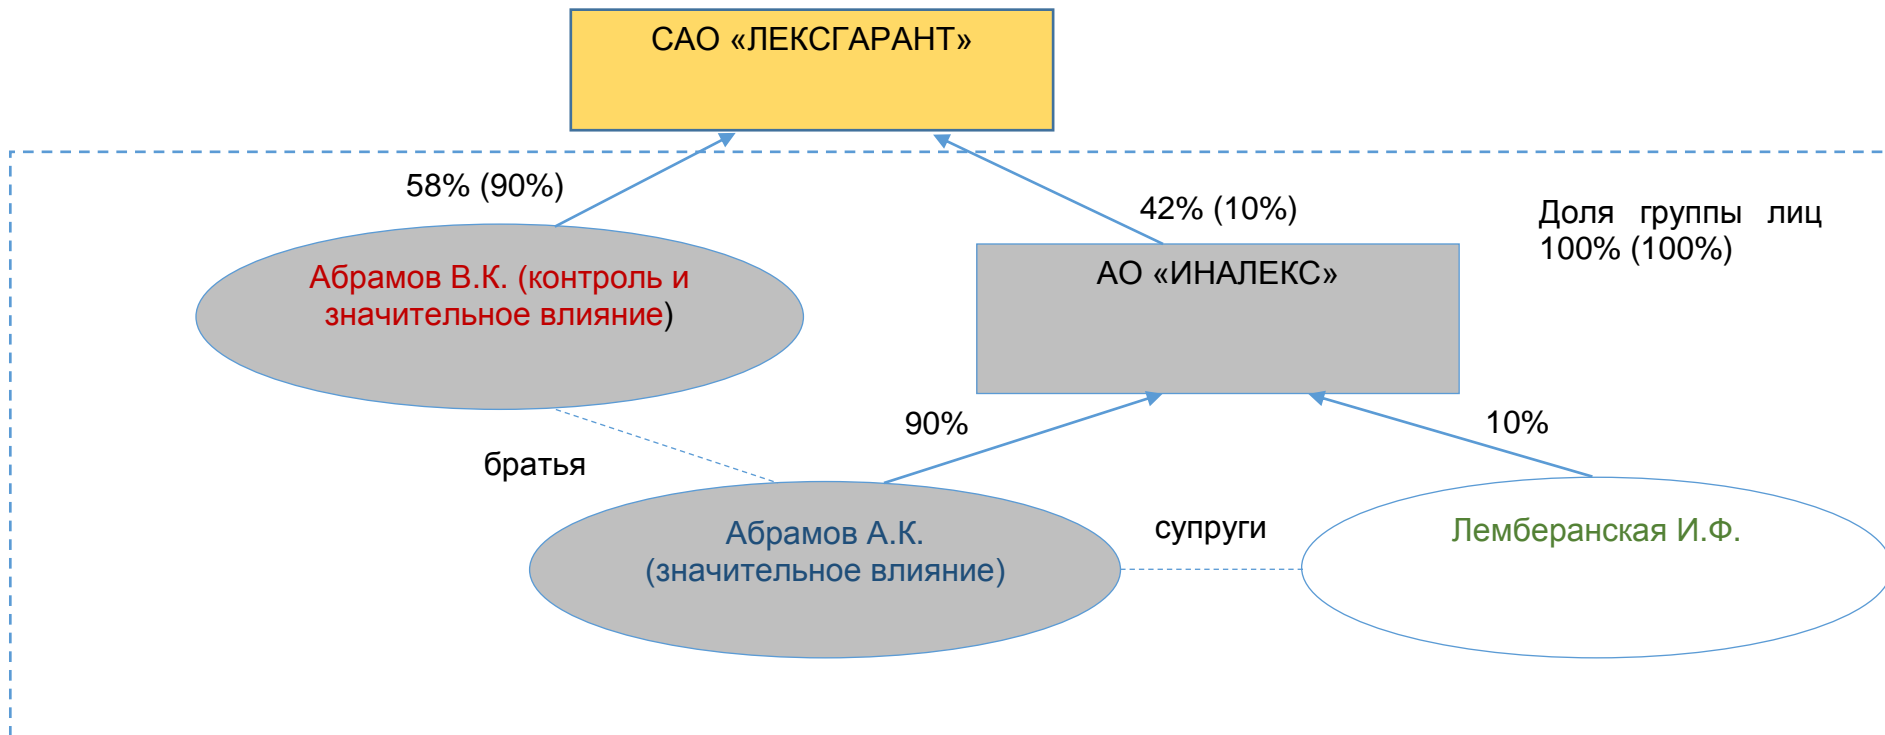 САО «ЛЕКСГАРАНТ»
58% (90%)
42% (10%)
Доля группы лиц
100% (100%)
Абрамов В.К. (контроль и
значительное влияние)
АО «ИНАЛЕКС»
90%
10%
братья
Абрамов А.К.
(значительное влияние)
супруги
Лемберанская И.Ф.